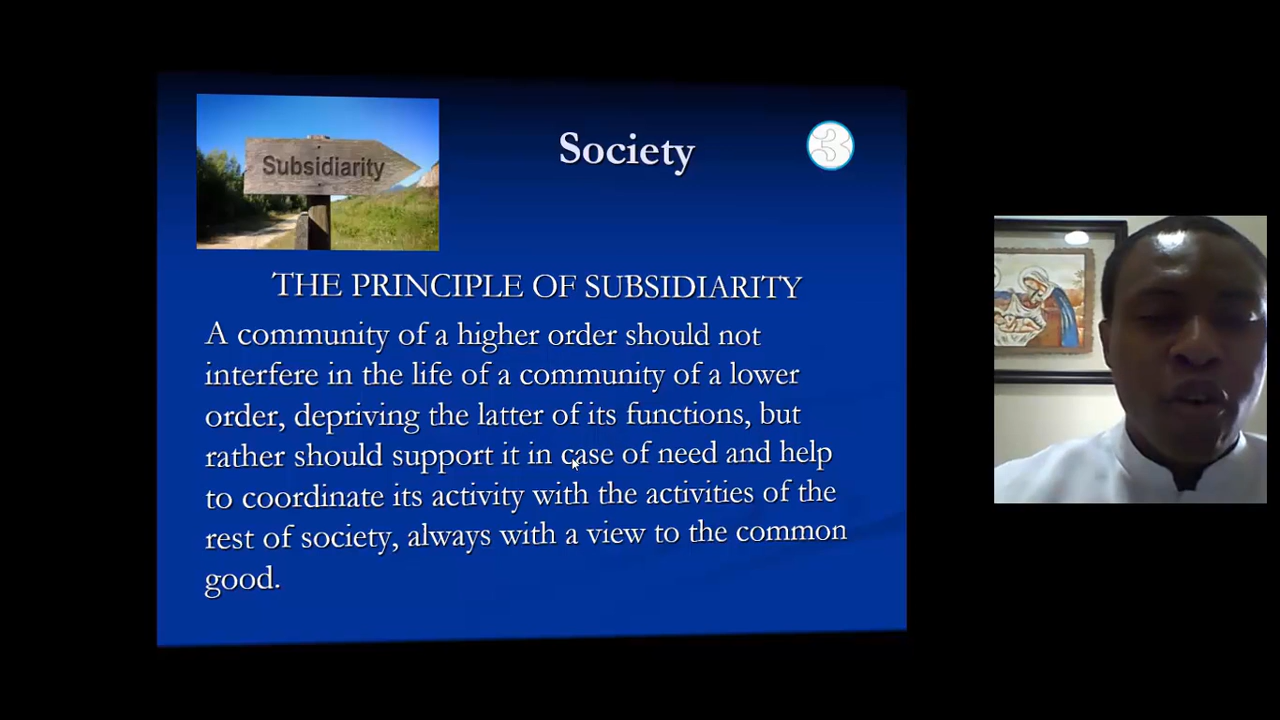 Subsidiarity
Society
3
THE PRINCIPLE OF SUBSIDIARITY
A community of a higher order should not
interfere in the life of a community of a lower
order, depriving the latter of its functions, but
rather should support it in case of need and help
to coordinate its activity with the activities of the
rest of society, always with a view to the common
good.